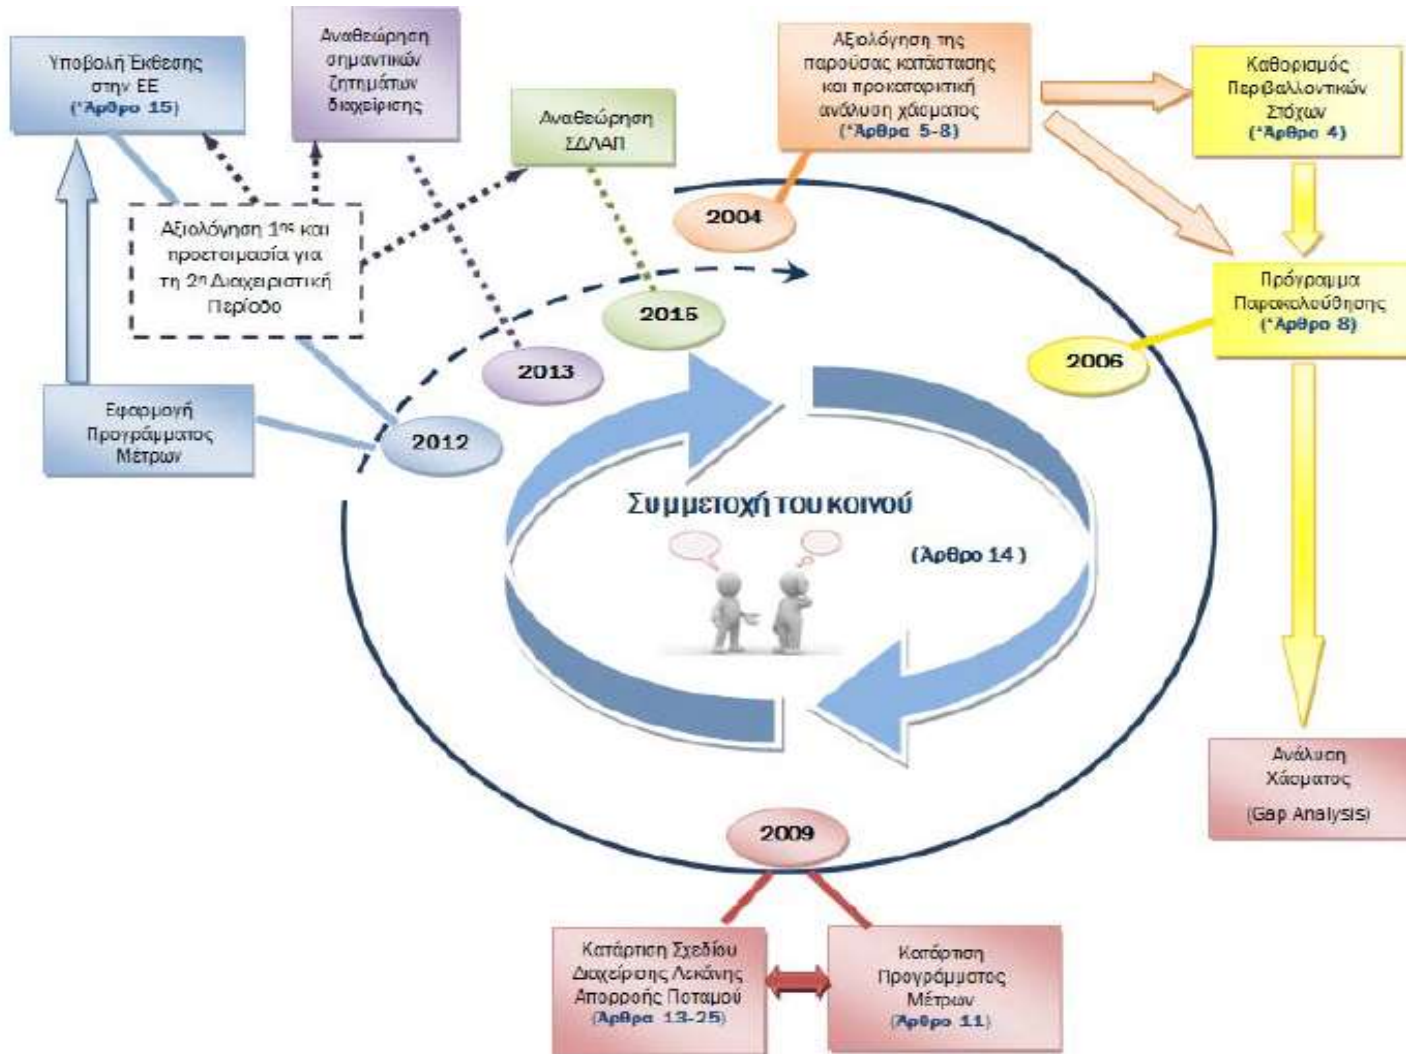 Υποβολή Έκθεσης
στην ΕΕ
(*Άρθρο 15)
Αναθεώρηση
σημαντικών
ζητημάτων
διαχείρισης
Αναθεώρηση
ΣΔΛΑΠ
Αξιολόγηση της
παρούσας κατάστασης
και προκαταρκτική
ανάλυση χάσματος
(*Άρθρα 5-8)
Καθορισμός
Περιβαλλοντικών
Στόχων
(*Άρθρο 4)
Αξιολόγηση 1ης και
προετοιμασία για
τη 2η Διαχειριστική
Περίοδο
2004
Πρόγραμμα
Παρακολούθησης
(*Άρθρο 8)
2015
2006
2013
Εφαρμογή
Προγράμματος
Μέτρων
2012
Συμμετοχή του κοινού
(Άρθρο 14 )
Ανάλυση
Χάσματος
(Gap Analysis)
2009
Κατάρτιση Σχεδίου
Διαχείρισης Λεκάνης
Απορροής Ποταμού
(Άρθρα 13-25)
Κατάρτιση
Προγράμματος
Μέτρων
(Άρθρο 11)